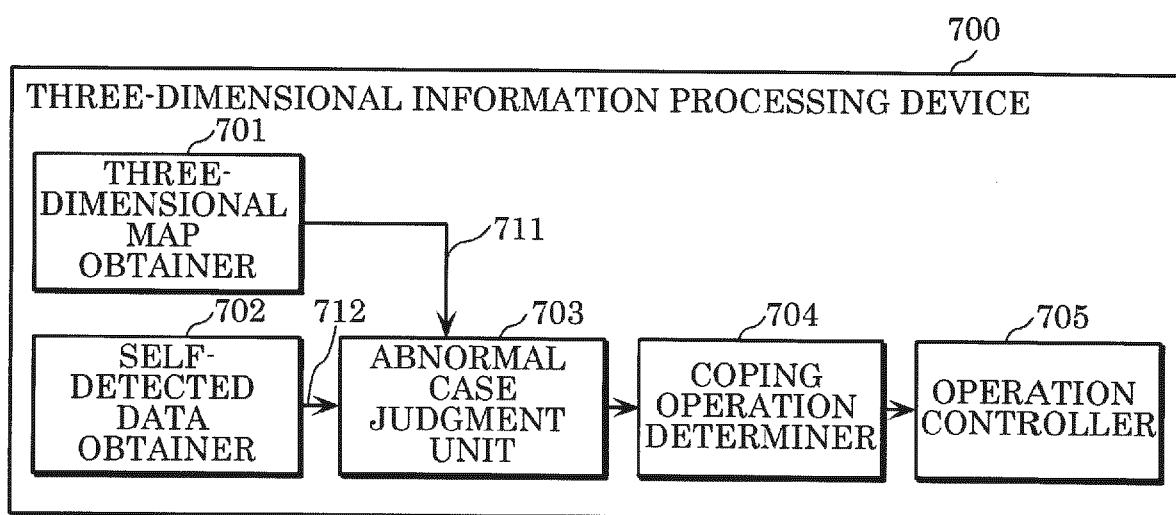 700
THREE-DIMENSIONAL INFORMATION PROCESSING DEVICE
701
THREE-
DIMENSIONAL
MAP
OBTAINER
711
702
712
703
704
705
SELF-
DETECTED
DATA
OBTAINER
ABNORMAL
CASE
JUDGMENT
UNIT
COPING
OPERATION
DETERMINER
OPERATION
CONTROLLER